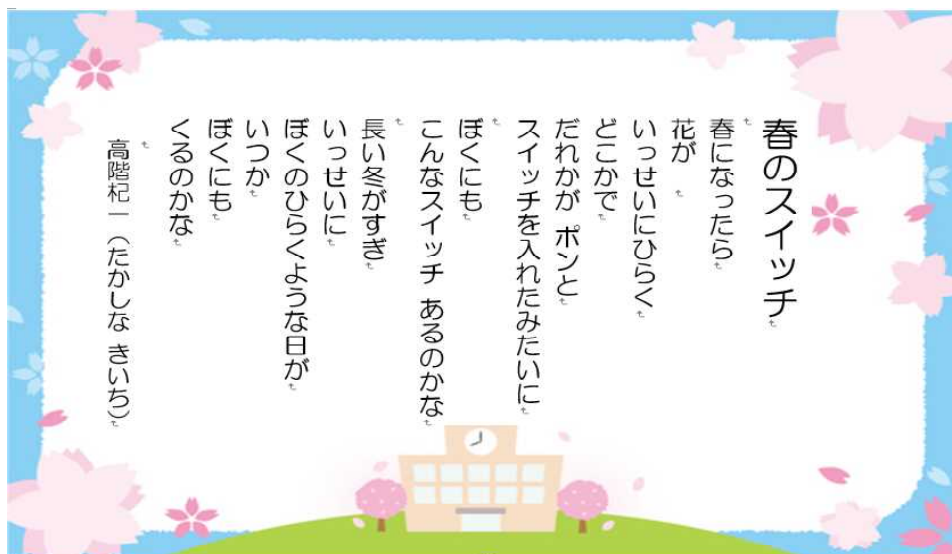 春のスイッチ
春になったら
花が
いっせいにひらく
どこかで
だれかが ポンと
スイッチを入れたみたいに
ぼくにも
こんなスイッチ あるのかな
長い冬がすぎ
いっせいに
ぼくのひらくような日が
いつか
ぼくにも
くるのかな
高階杞一（たかしな きいち）